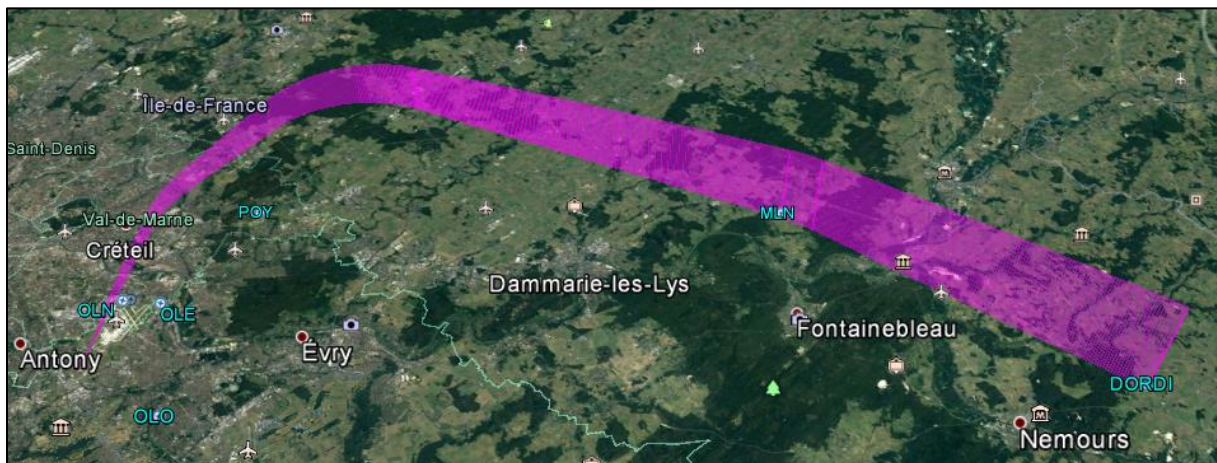 Île-de-France
Saint-Denis
Val-de-Marne
POY
MLN
Créteil
Dammarie-les-Lys
OLN
OLE
Fontainebleau
Antony
Évry
DORDI
OLO
Nemours